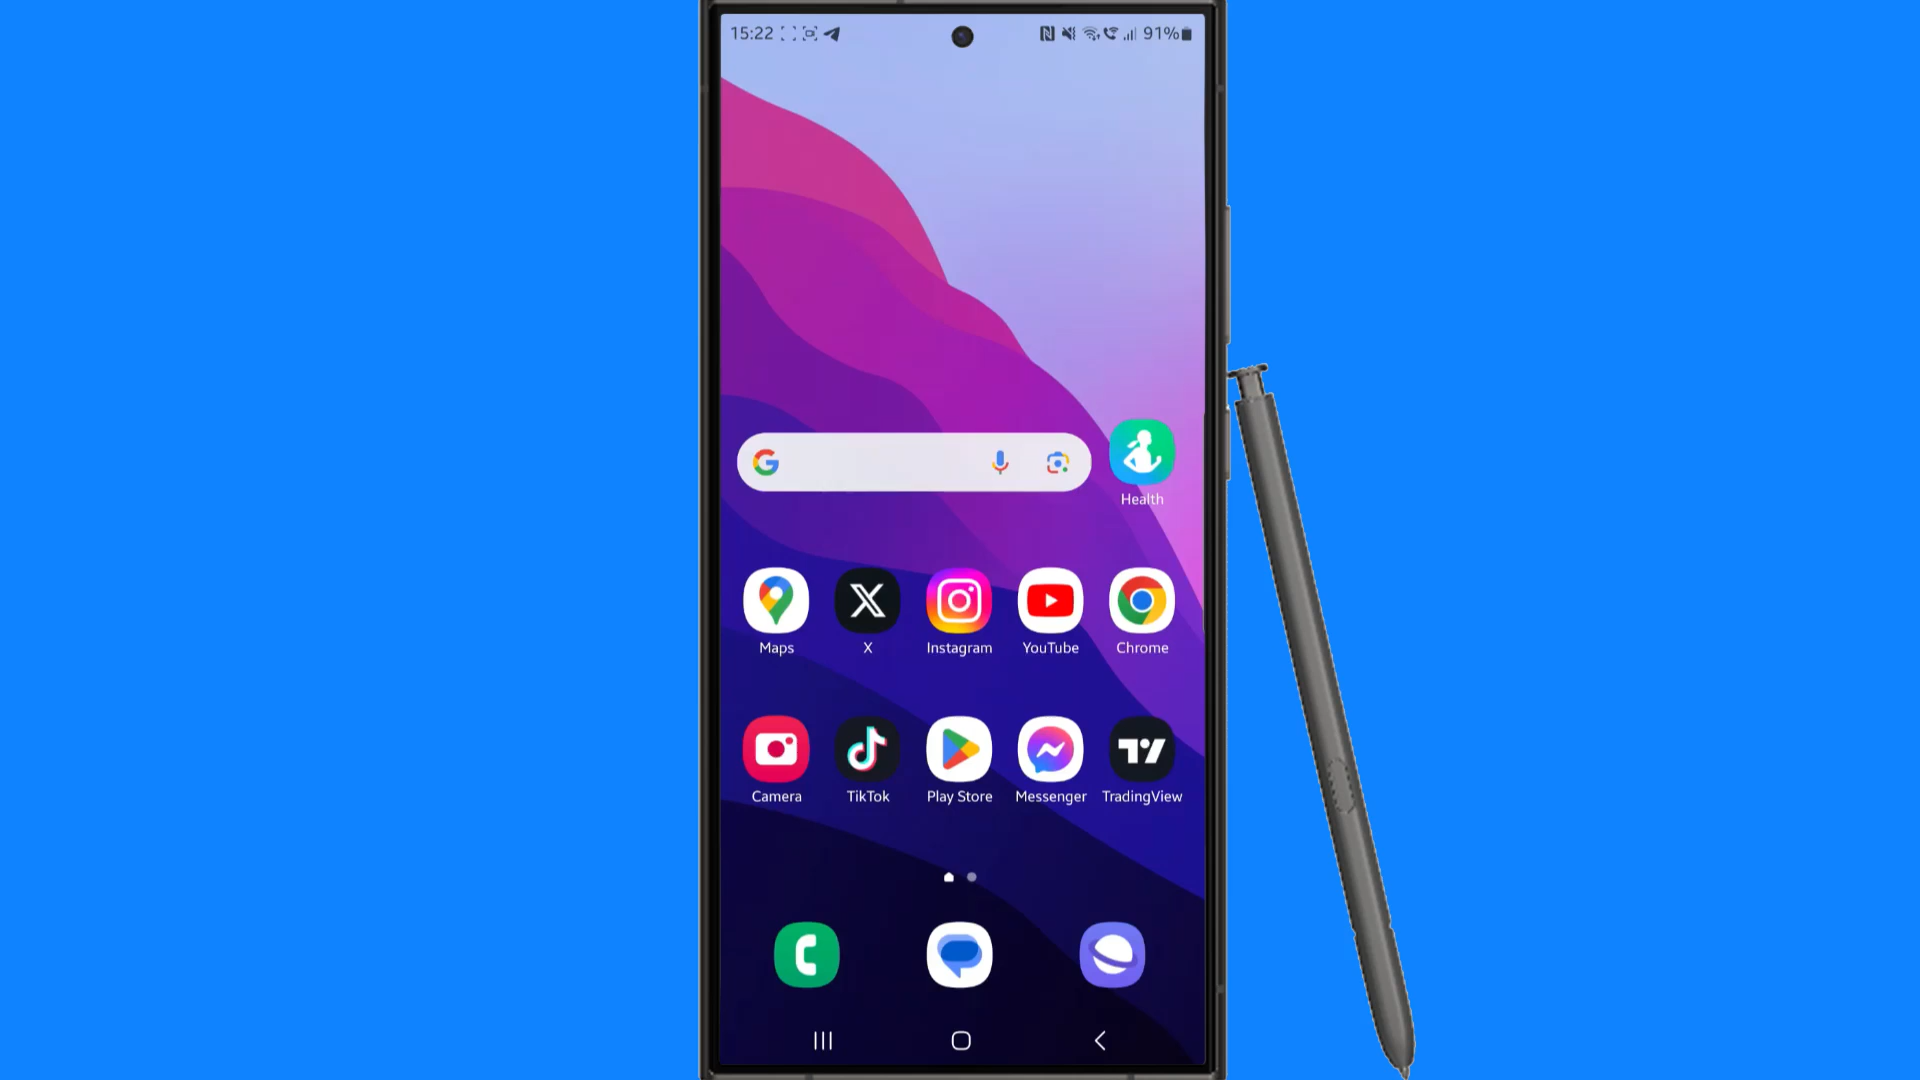 15:22 91%
Health
Maps X Instagram YouTube Chrome
Camera TikTok Play Store Messenger TradingView